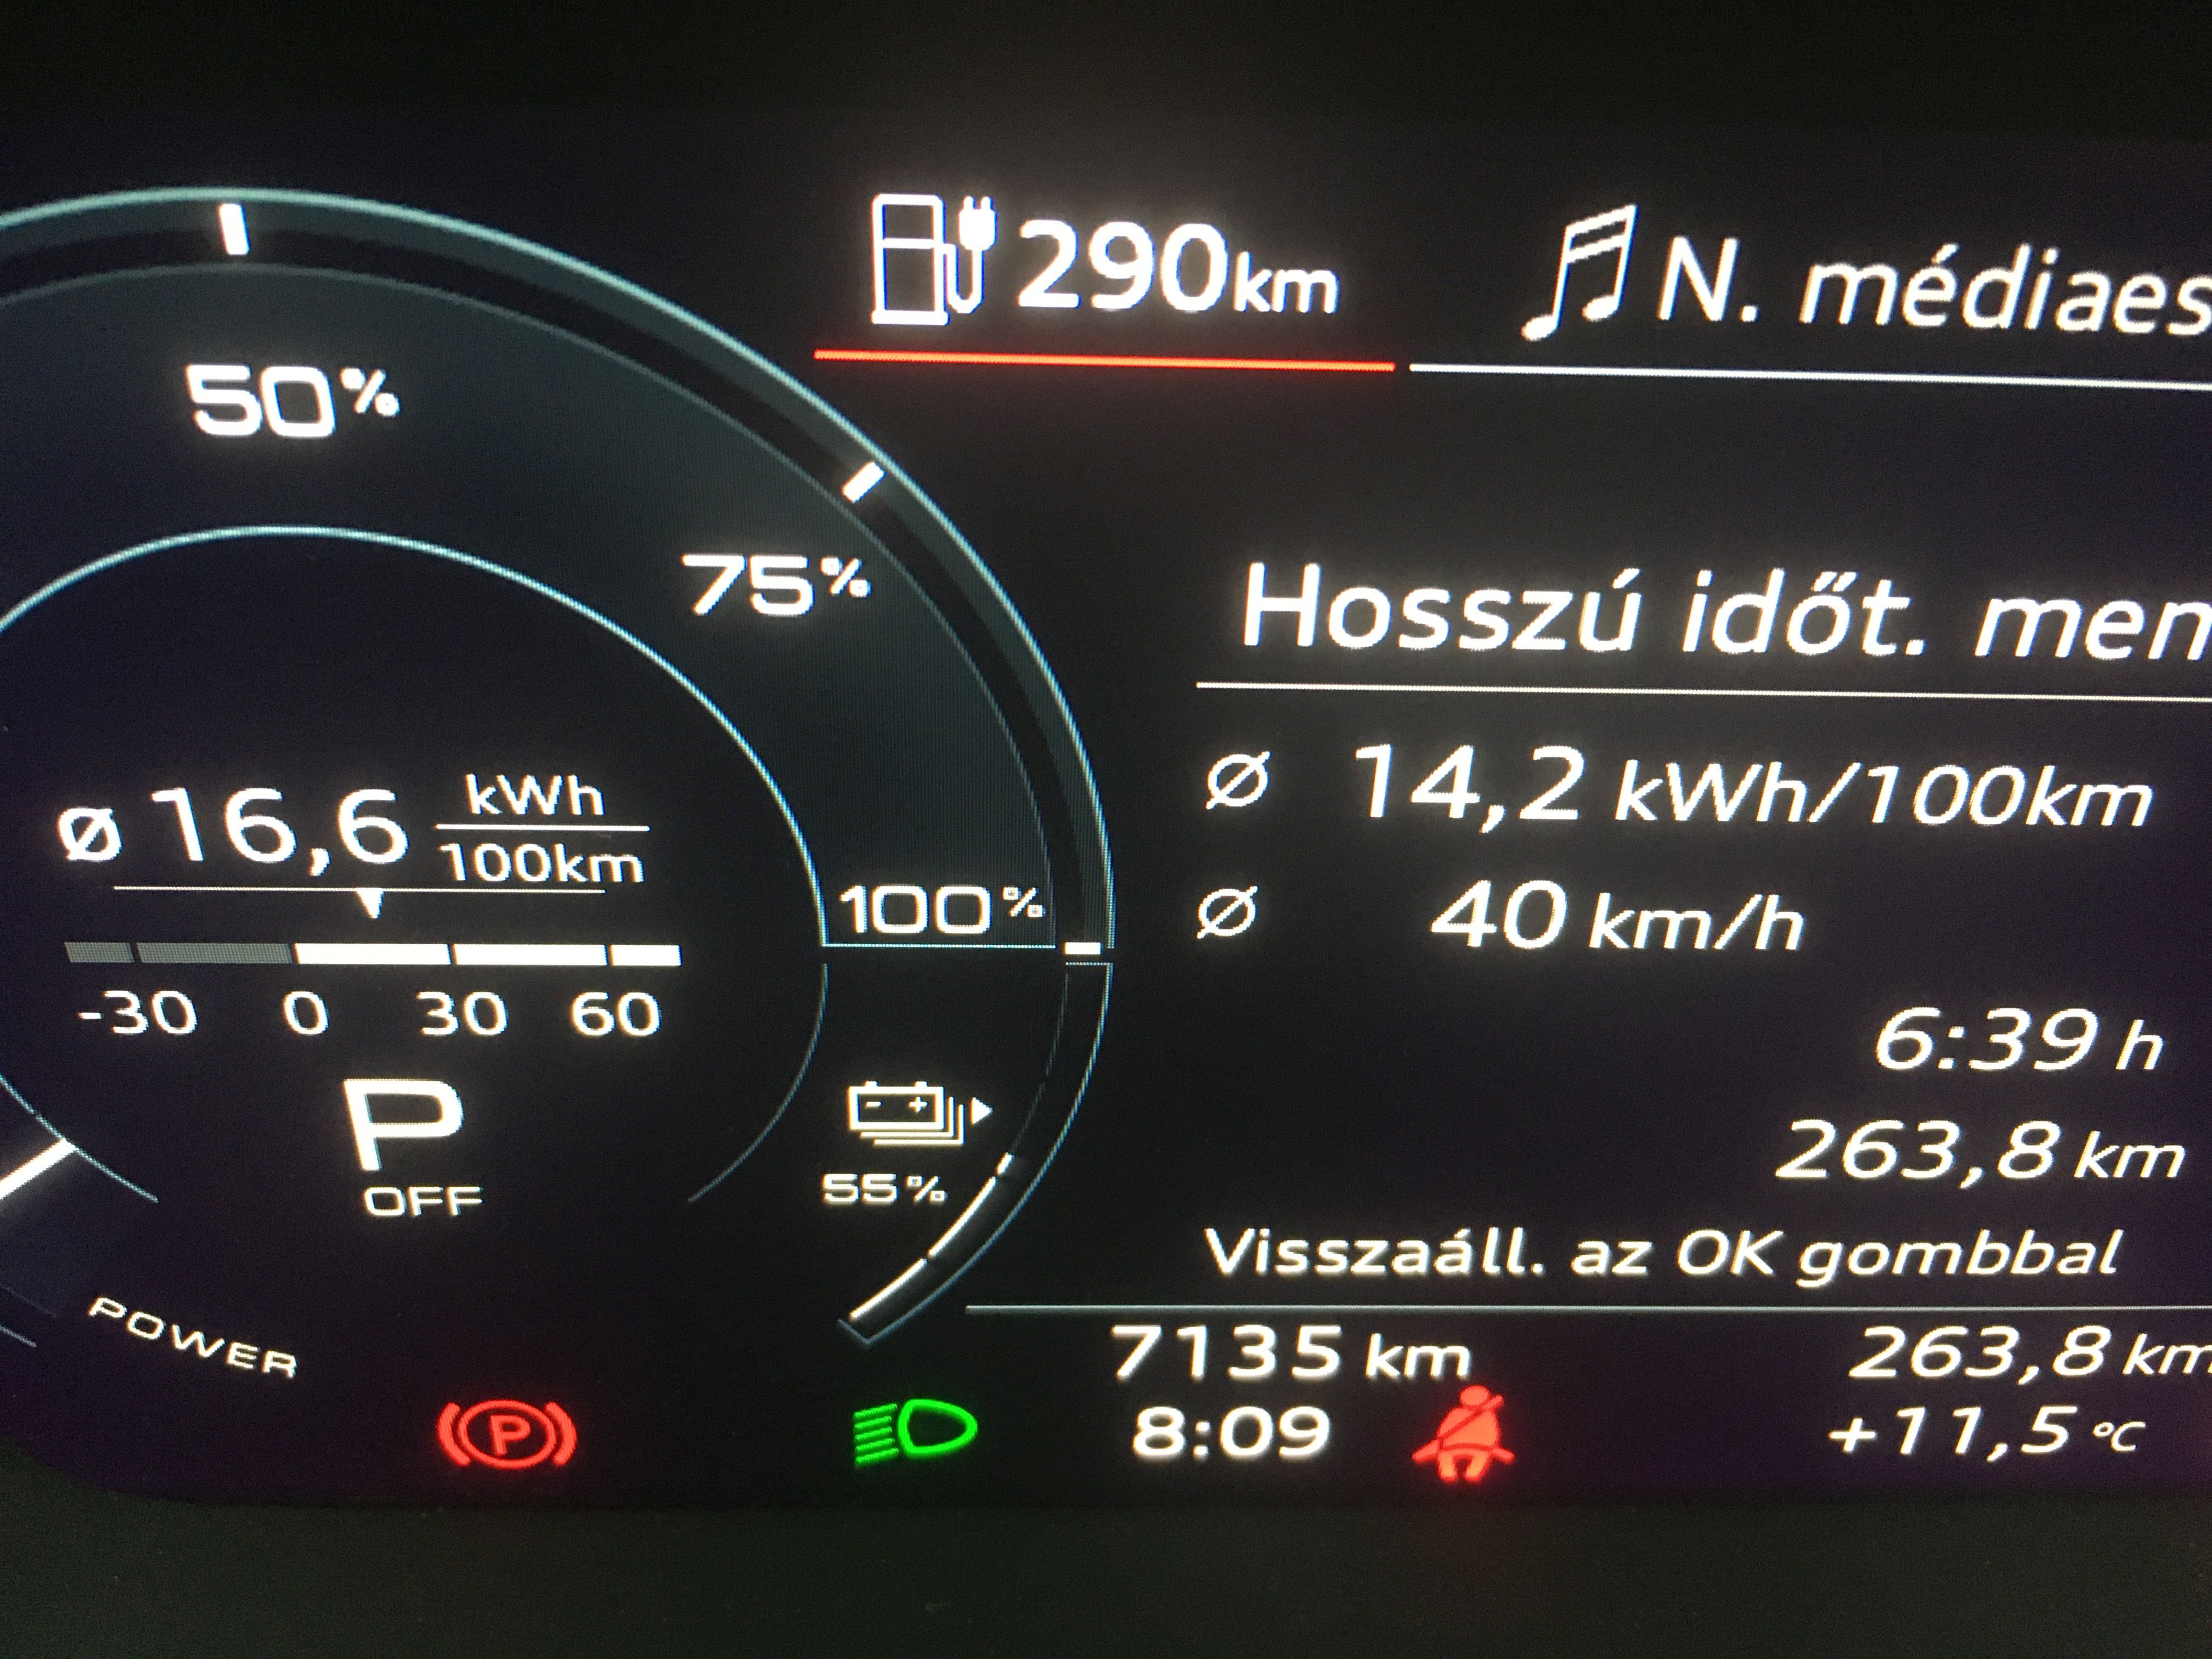 290 km
N. médiaes
50%
75%
100%
ø 16,6 kWh
100km
-30 0 30 60
P
OFF
55%
POWER
Hosszú időt. men
Ø 14,2 kWh/100km
Ø 40 km/h
6:39 h
263,8 km
Visszaáll. az OK gombbal
7135 km 263,8 km
8:09 +11,5 °C
P